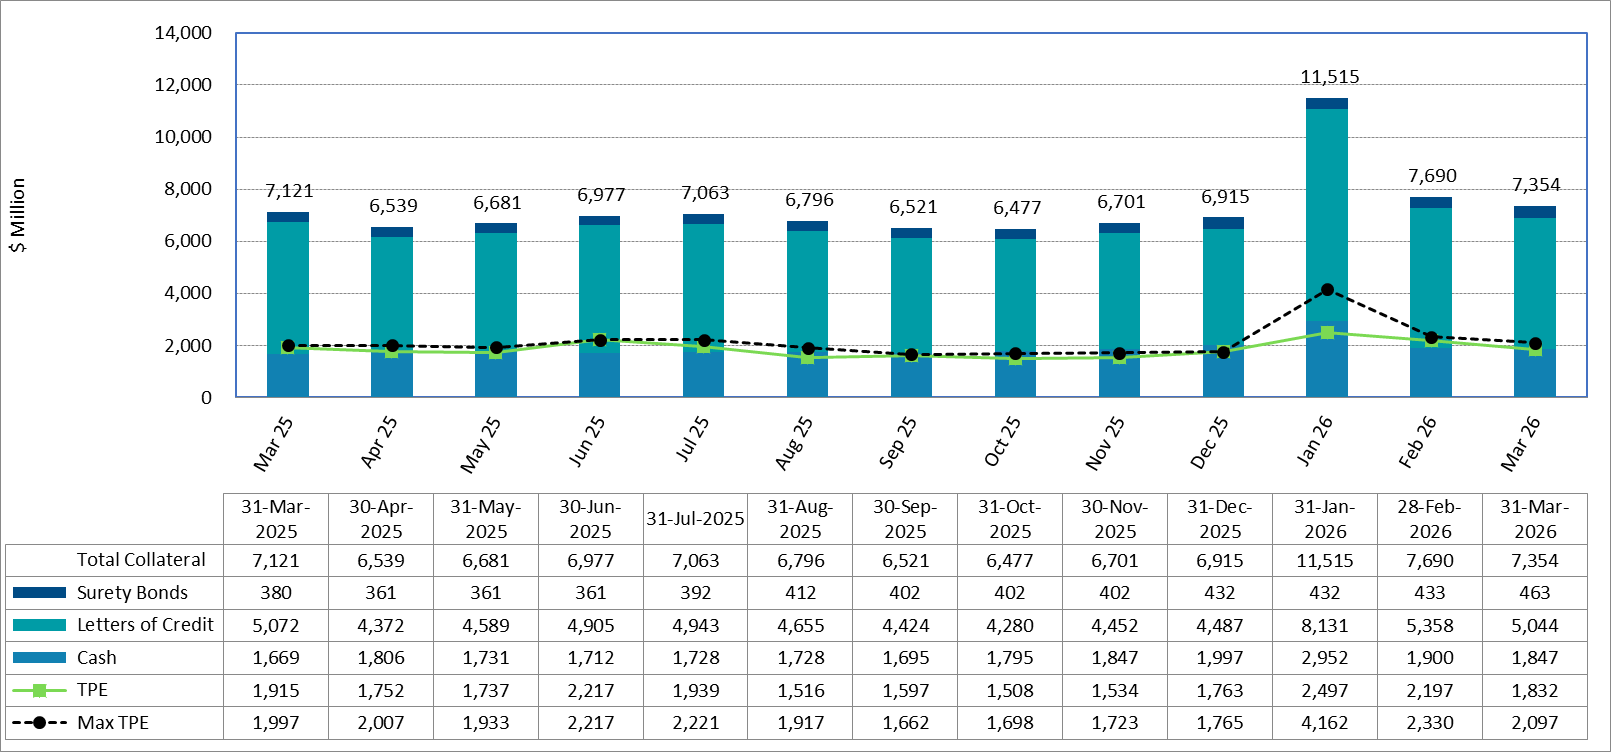 $ Million
14,000
12,000
10,000
8,000
6,000
4,000
2,000
0
7,121
6,539
6,681
6,977
7,063
6,796
6,521
6,477
6,701
6,915
11,515
7,690
7,354
Mar 25
Apr 25
May 25
Jun 25
Jul 25
Aug 25
Sep 25
Oct 25
Nov 25
Dec 25
Jan 26
Feb 26
Mar 26
31-Mar-2025 30-Apr-2025 31-May-2025 30-Jun-2025 31-Jul-2025 31-Aug-2025 30-Sep-2025 31-Oct-2025 30-Nov-2025 31-Dec-2025 31-Jan-2026 28-Feb-2026 31-Mar-2026
Total Collateral 7,121 6,539 6,681 6,977 7,063 6,796 6,521 6,477 6,701 6,915 11,515 7,690 7,354
Surety Bonds 380 361 361 361 392 412 402 402 402 432 432 433 463
Letters of Credit 5,072 4,372 4,589 4,905 4,943 4,655 4,424 4,280 4,452 4,487 8,131 5,358 5,044
Cash 1,669 1,806 1,731 1,712 1,728 1,728 1,695 1,795 1,847 1,997 2,952 1,900 1,847
TPE 1,915 1,752 1,737 2,217 1,939 1,516 1,597 1,508 1,534 1,763 2,497 2,197 1,832
Max TPE 1,997 2,007 1,933 2,217 2,221 1,917 1,662 1,698 1,723 1,765 4,162 2,330 2,097